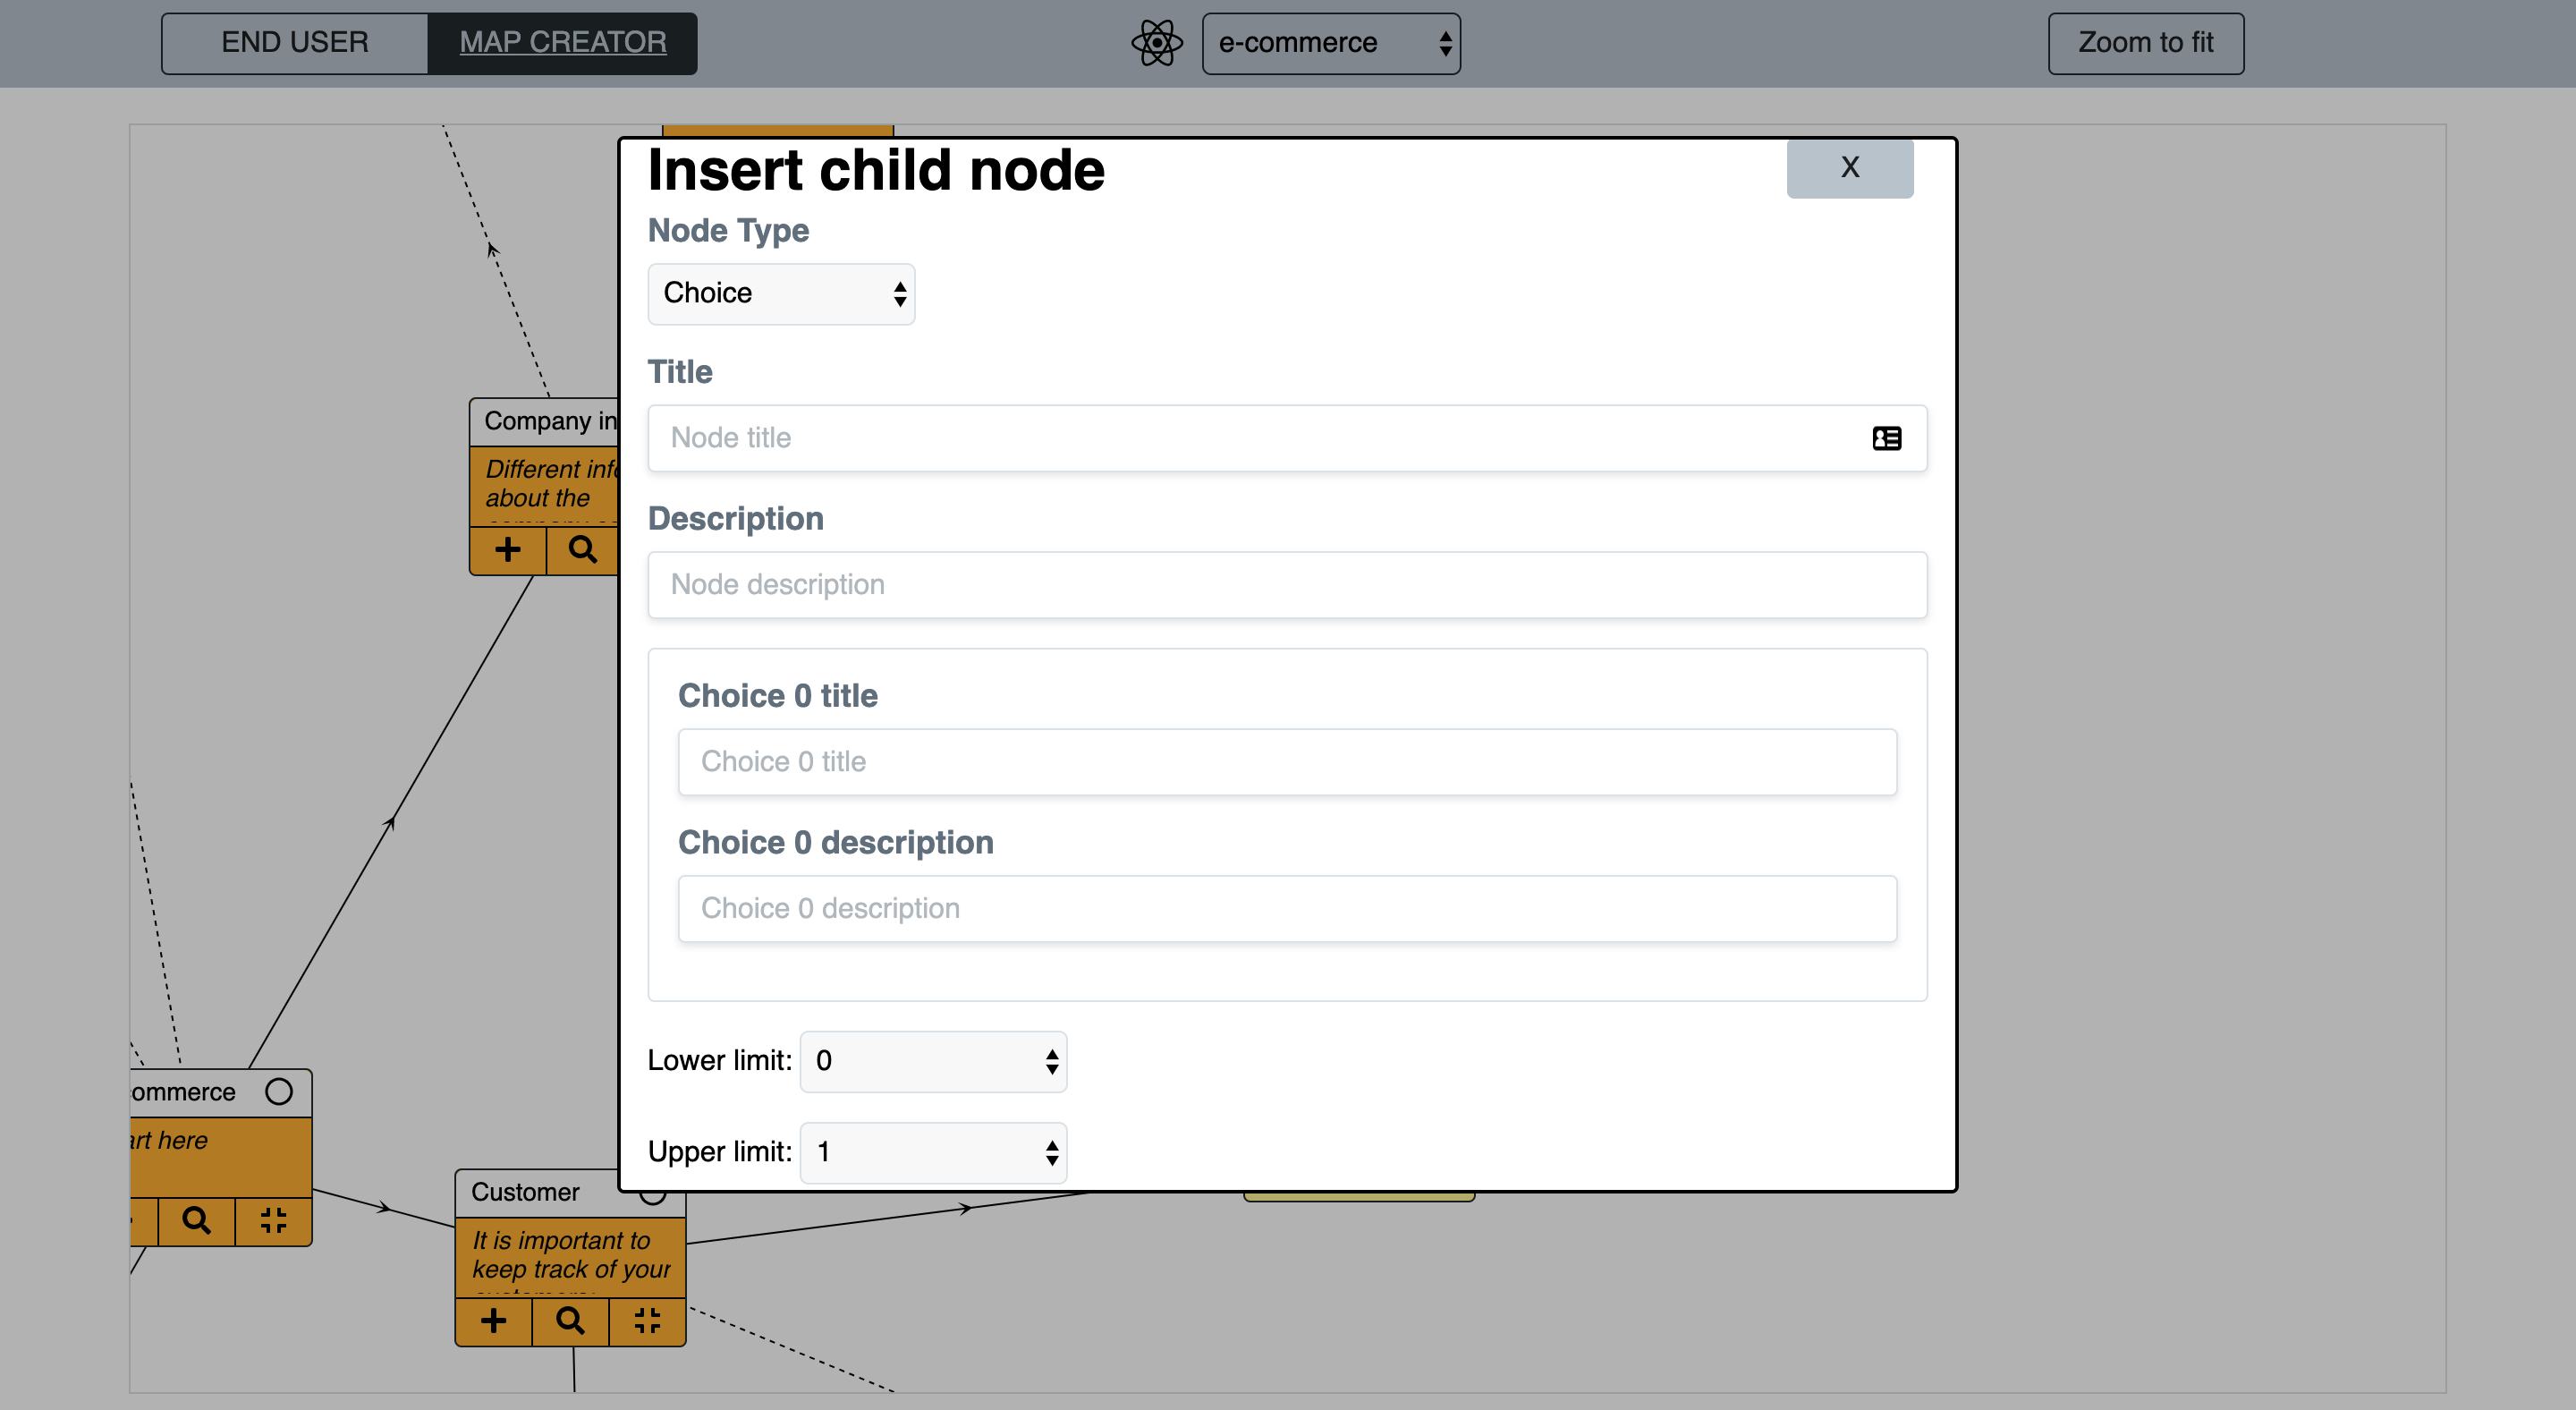 END USER
MAP CREATOR
e-commerce
Zoom to fit
Insert child node
X
Node Type
Choice
Title
Node title
Description
Node description
Choice 0 title
Choice 0 title
Choice 0 description
Choice 0 description
Lower limit: 0
Upper limit: 1
Company in
Different info
about the
ommerce
art here
Customer
It is important to
keep track of your